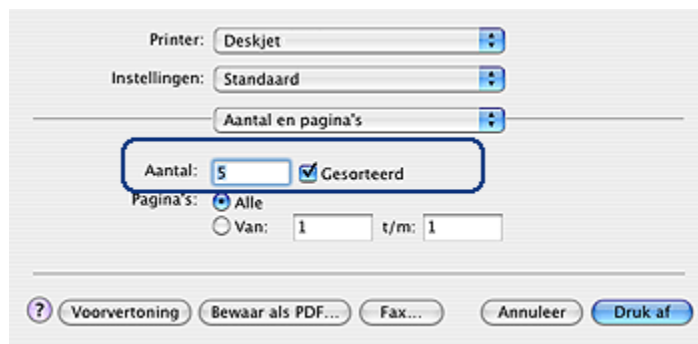 Printer: Deskjet
Instellingen: Standaard
Aantal en pagina's
Aantal: 5 Gesorteerd
Pagina's: Alle
Van: 1 t/m: 1
? Voorvertoning Bewaar als PDF... Fax... Annuleer Druk af